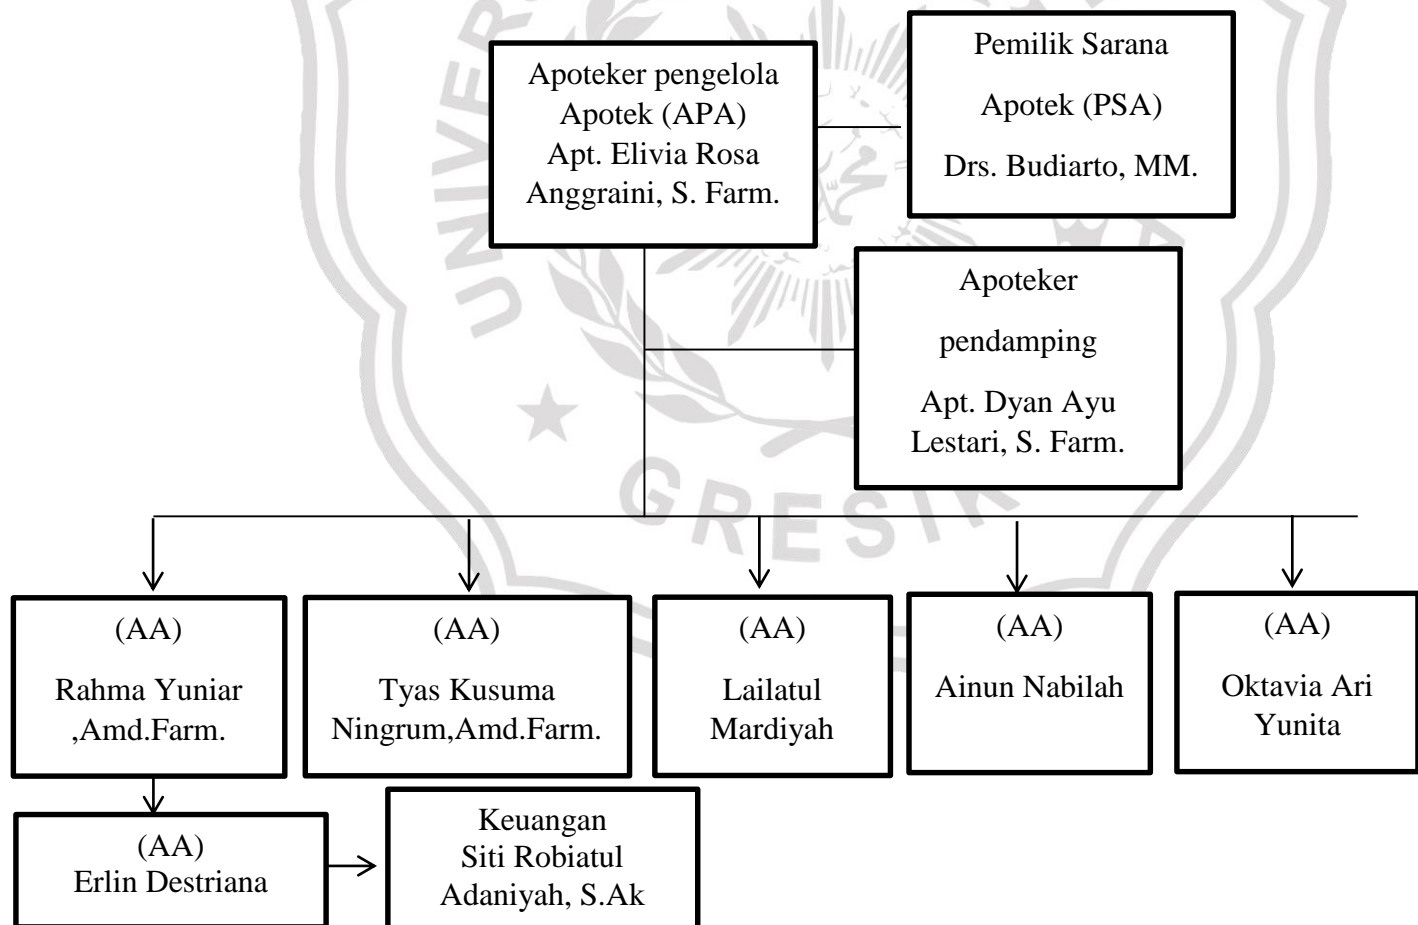 Apoteker pengelola
Apotek (APA)
Apt. Elivia Rosa
Anggraini, S. Farm.
Pemilik Sarana
Apotek (PSA)
Drs. Budiarto, MM.
Apoteker
pendamping
Apt. Dyan Ayu
Lestari, S. Farm.
GRESIK
(AA)
Rahma Yuniar
,Amd.Farm.
(AA)
Tyas Kusuma
Ningrum,Amd.Farm.
(AA)
Lailatul
Mardiyah
(AA)
Ainun Nabilah
(AA)
Oktavia Ari
Yunita
(AA)
Erlin Destriana
Keuangan
Siti Robiatul
Adaniyah, S.Ak